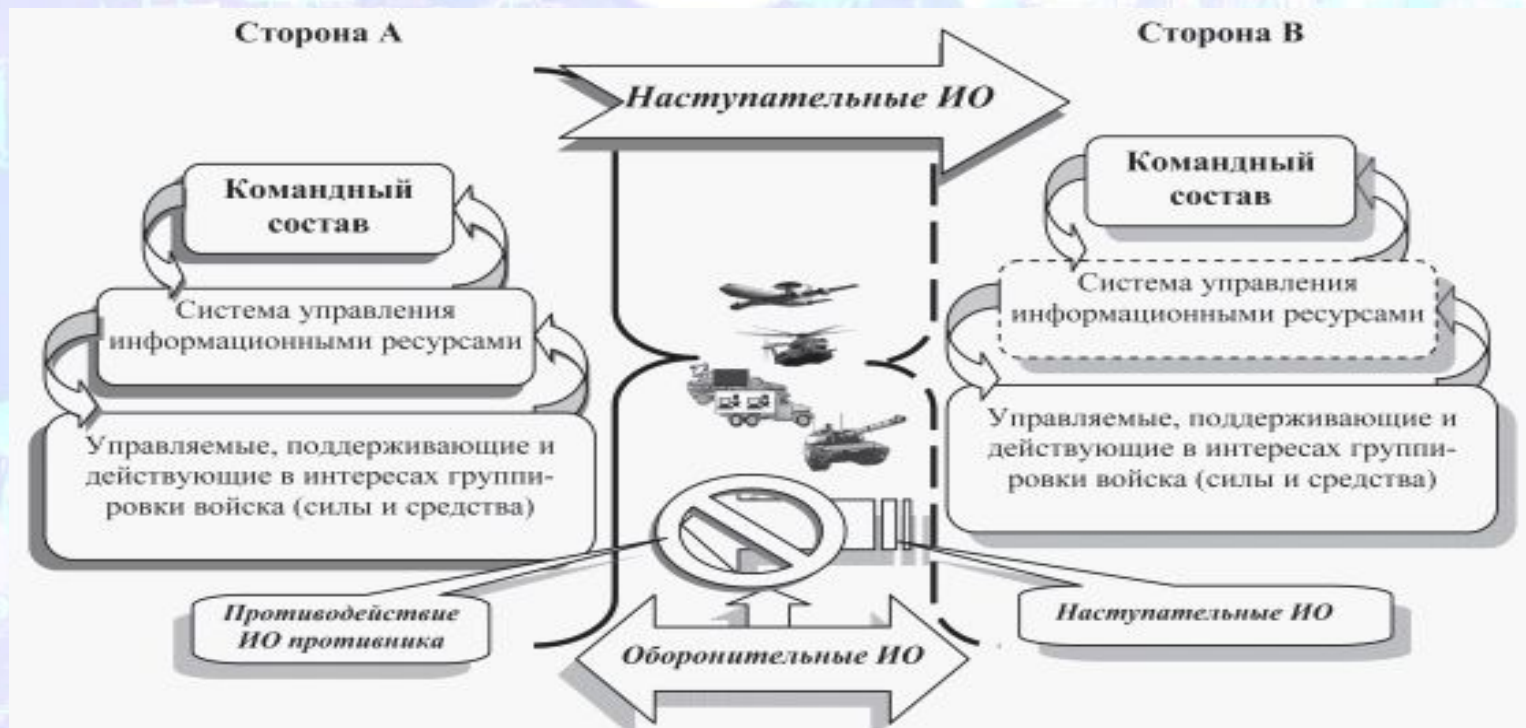 Сторона А
Сторона В
Наступательные ИО
Командный
состав
Система управления
информационными ресурсами
Управляемые, поддерживающие и
действующие в интересах группи-
ровки войска (силы и средства)
Командный
состав
Система управления
информационными ресурсами
Управляемые, поддерживающие и
действующие в интересах группи-
ровки войска (силы и средства)
Противодействие
ИО противника
Оборонительные ИО
Наступательные ИО